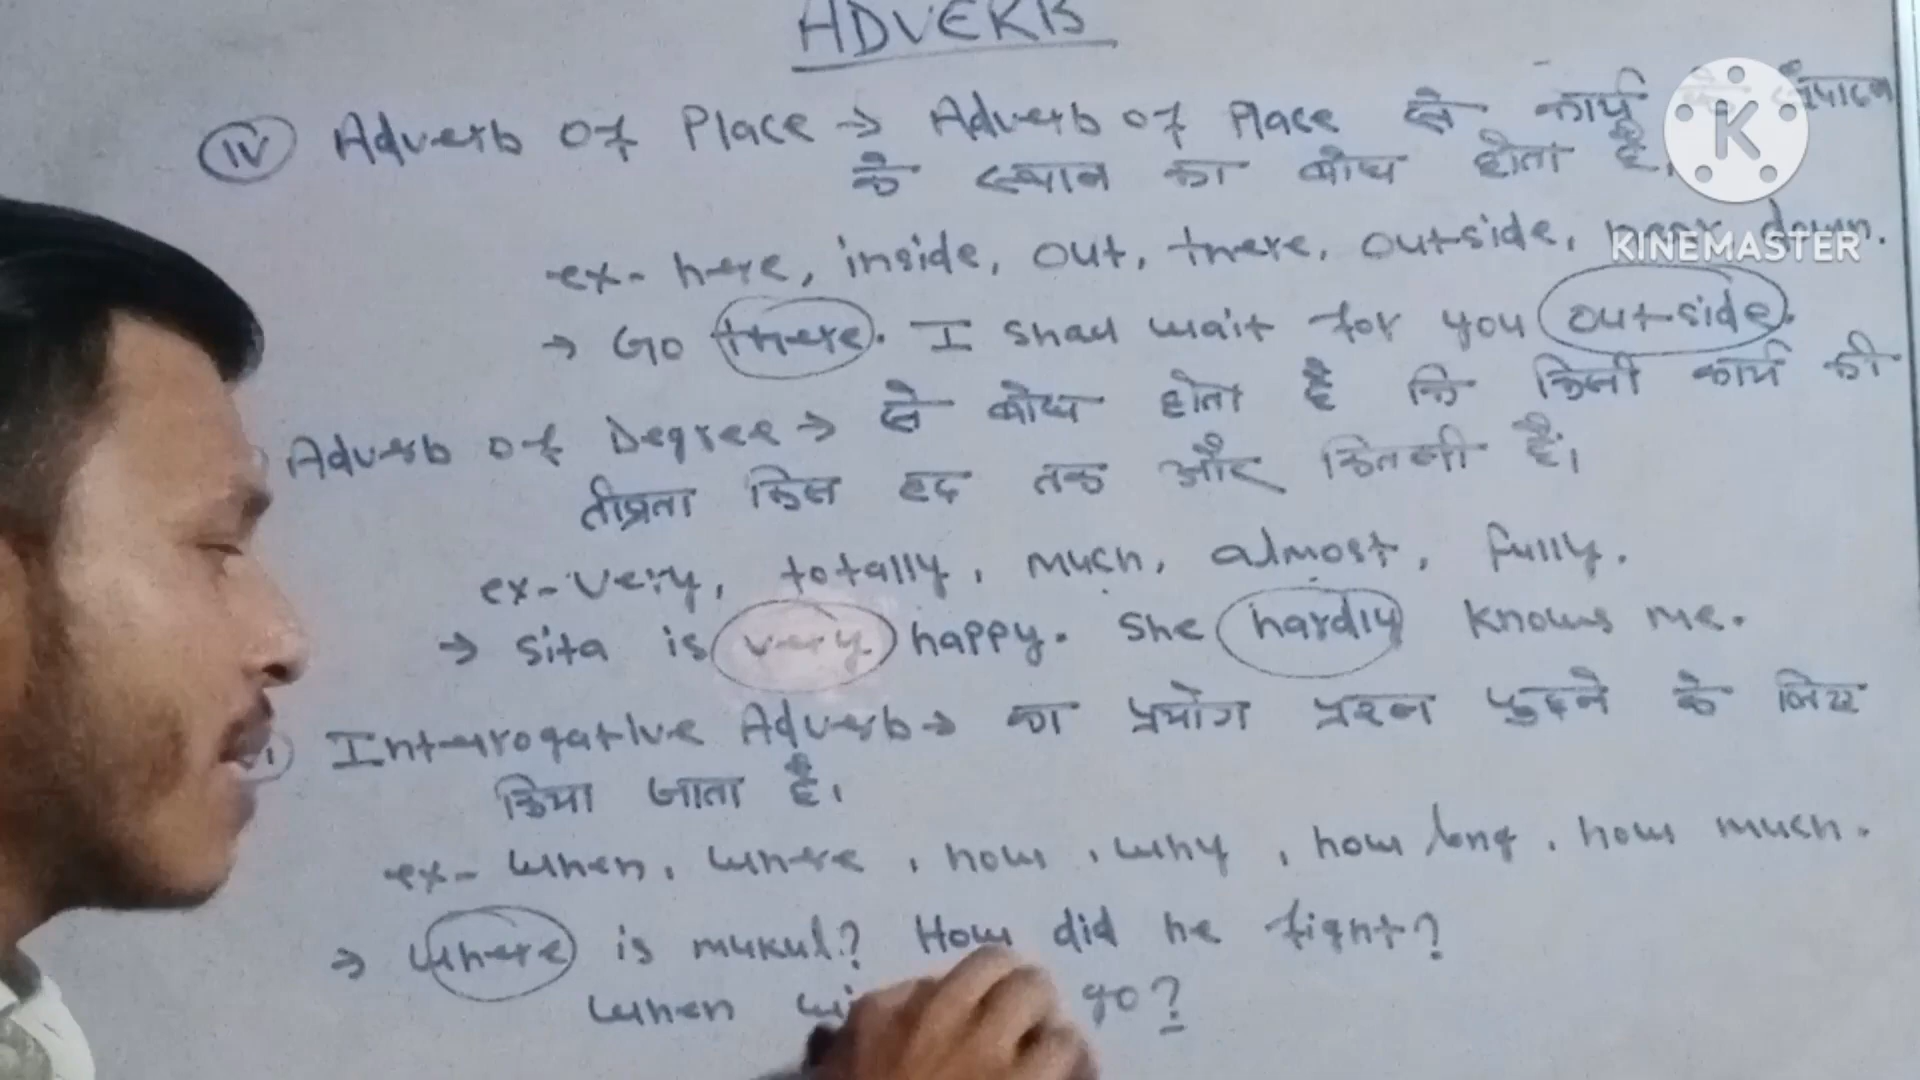 ADVERB
(iv) Adverb of Place → Adverb of Place से कार्य
के स्थान का बोध होता है।
ex- here, inside, out, there, outside, near down.
→ Go there. I shall wait for you outside.
Adverb of Degree → से बोध होता है कि किसी कार्य की
तीव्रता किस हद तक और कितनी है।
ex- very, totally, much, almost, fully.
→ Sita is very happy. She hardly knows me.
Interrogative Adverb → का प्रयोग प्रश्न पुछने के लिए
किया जाता है।
ex- When, where, how, why, how long, how much.
→ Where is mukul? How did he fight?
When go?
K
KINEMASTER